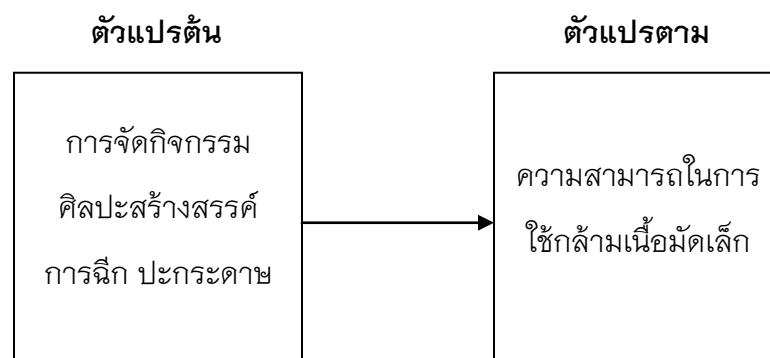 ตัวแปรต้น
ตัวแปรตาม
การจัดกิจกรรม
ศิลปะสร้างสรรค์
การฉีก ปะกระดาษ
ความสามารถในการ
ใช้กล้ามเนื้อมัดเล็ก